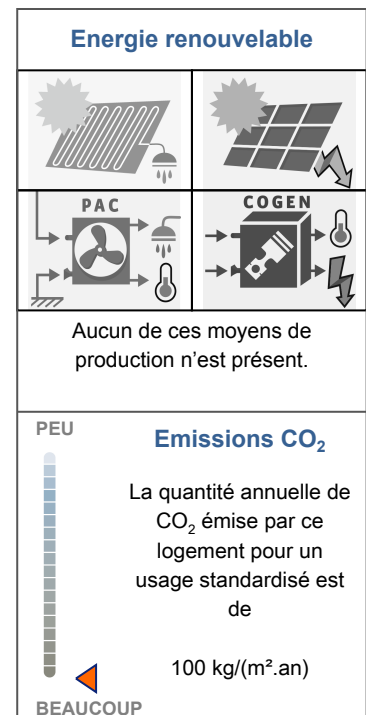 Energie renouvelable
PAC
COGEN
Aucun de ces moyens de
production n'est présent.
PEU
Emissions CO₂
La quantité annuelle de
CO₂ émise par ce
logement pour un
usage standardisé est
de
100 kg/(m².an)
BEAUCOUP